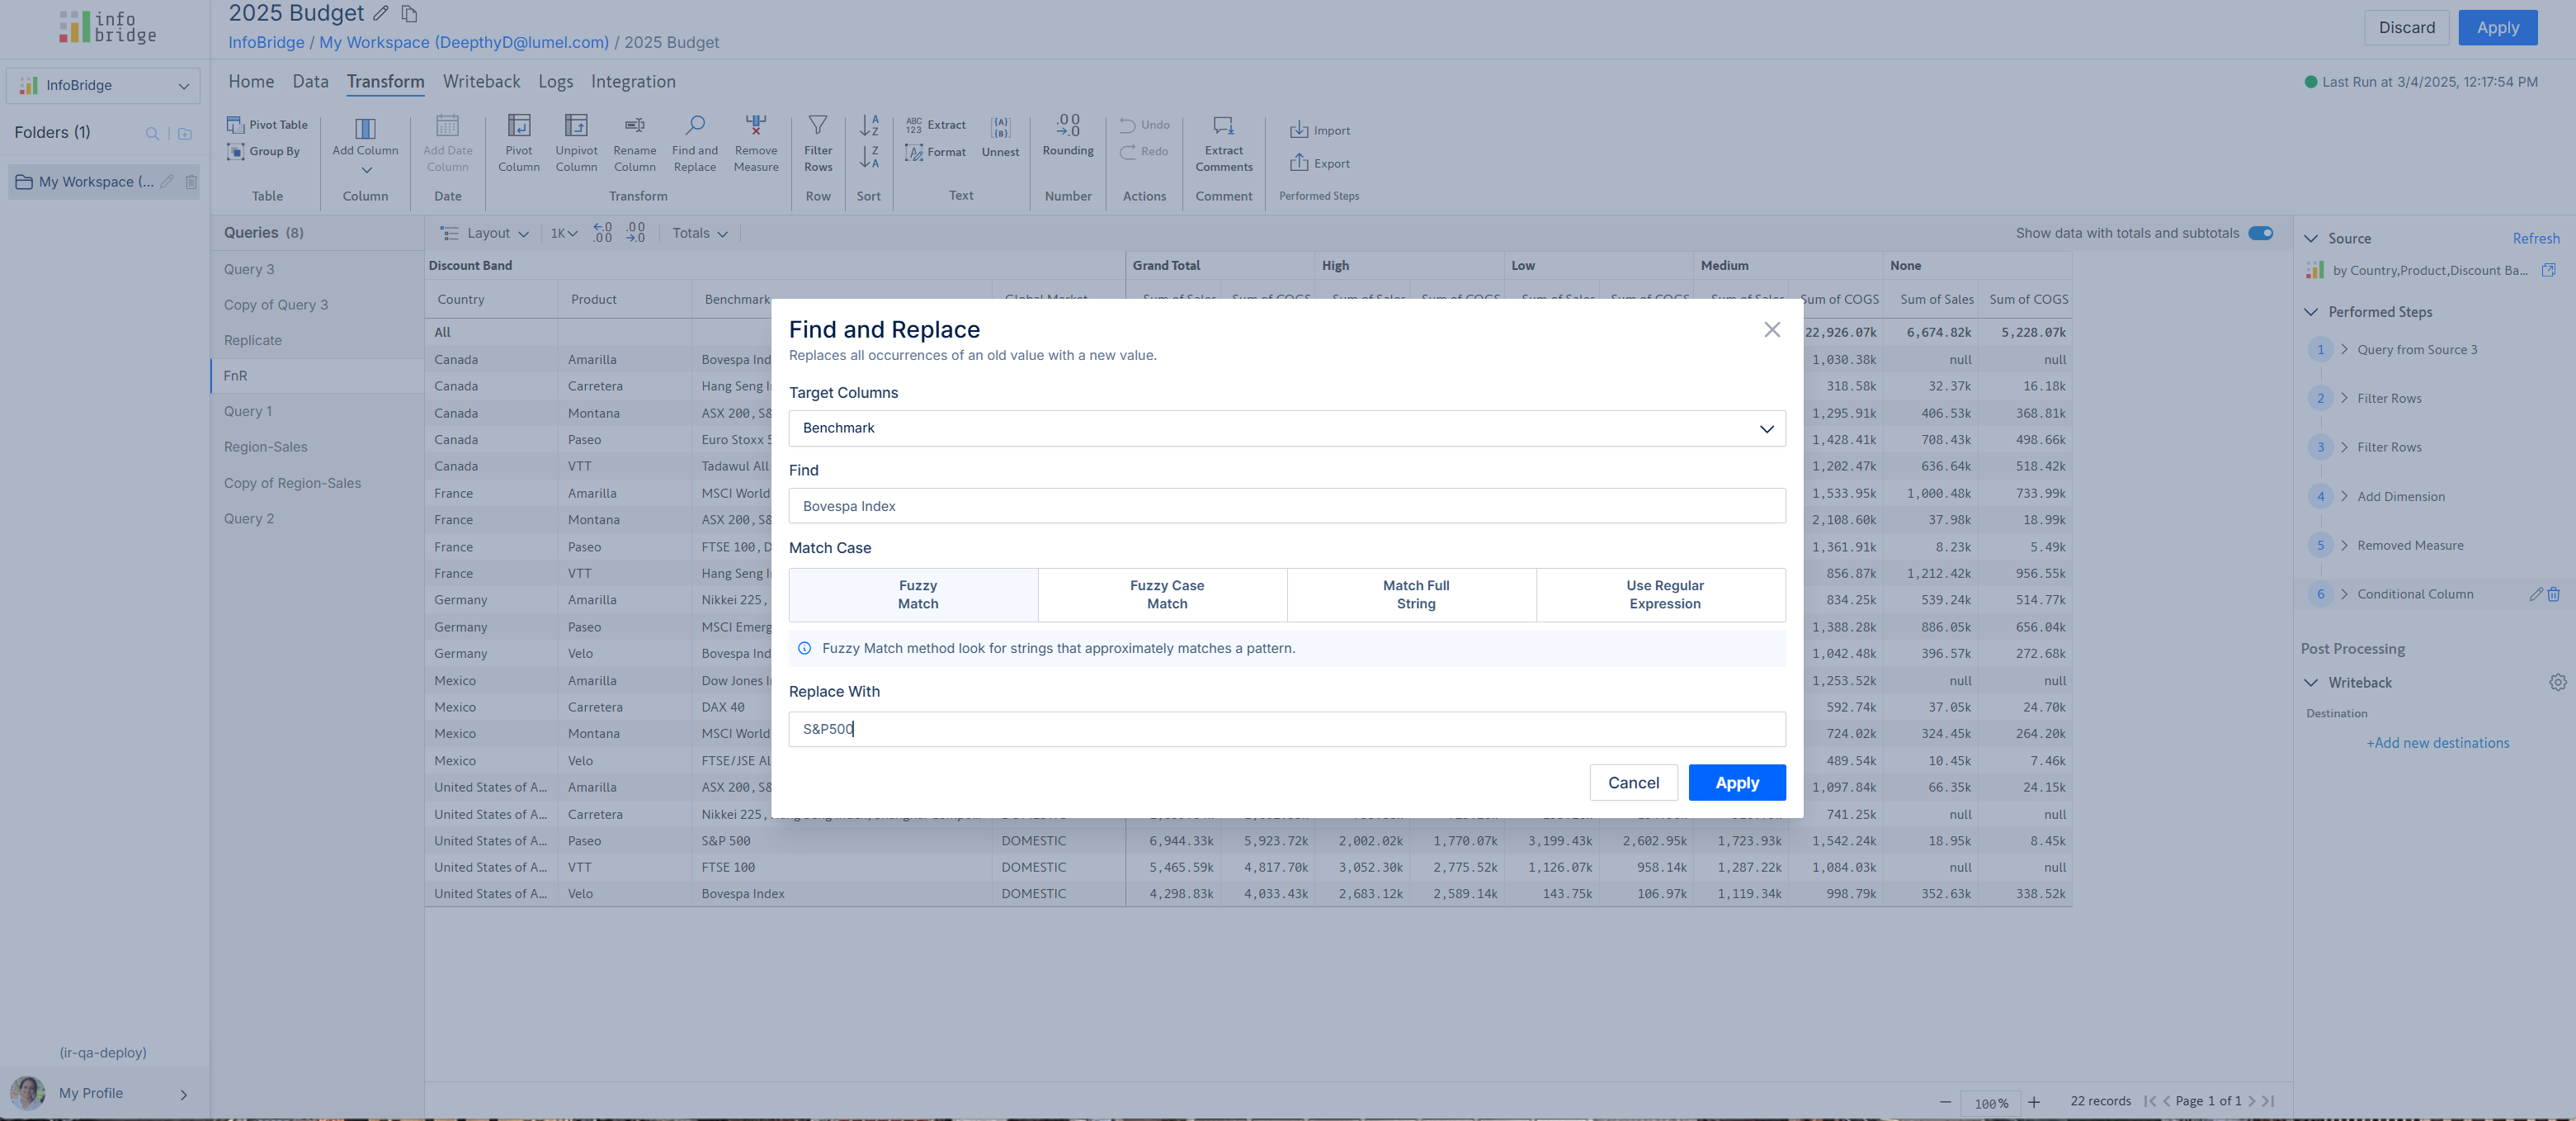 info
bridge
2025 Budget
InfoBridge / My Workspace (DeepthyD@lumel.com) / 2025 Budget
Discard
Apply
InfoBridge
Home Data Transform Writeback Logs Integration
Last Run at 3/4/2025, 12:17:54 PM
Folders (1)
My Workspace (...
Pivot Table
Group By
Table
Add Column
Column
Add Date
Column
Date
Pivot
Column
Unpivot
Column
Rename
Column
Find and
Replace
Remove
Measure
Transform
Filter
Rows
Row
A
Z
Z
A
Sort
ABC
123
Extract
Format
{A}
{B}
Unnest
Text
.00
→.0
Rounding
Number
Undo
Redo
Actions
Extract
Comments
Comment
Import
Export
Performed Steps
Queries (8)
Query 3
Copy of Query 3
Replicate
FnR
Query 1
Region-Sales
Copy of Region-Sales
Query 2
Layout 1K ←.0 .00 .00 →.0 Totals
Show data with totals and subtotals
Discount Band Grand Total High Low Medium None
Country Product Benchmark Sum of COGS Sum of Sales Sum of COGS
All 22,926.07k 6,674.82k 5,228.07k
Canada Amarilla Bovespa Ind 1,030.38k null null
Canada Carretera Hang Seng I 318.58k 32.37k 16.18k
Canada Montana ASX 200, S& 1,295.91k 406.53k 368.81k
Canada Paseo Euro Stoxx 5 1,428.41k 708.43k 498.66k
Canada VTT Tadawul All 1,202.47k 636.64k 518.42k
France Amarilla MSCI World 1,533.95k 1,000.48k 733.99k
France Montana ASX 200, S& 2,108.60k 37.98k 18.99k
France Paseo FTSE 100, D 1,361.91k 8.23k 5.49k
France VTT Hang Seng I 856.87k 1,212.42k 956.55k
Germany Amarilla Nikkei 225, 834.25k 539.24k 514.77k
Germany Paseo MSCI Emerg 1,388.28k 886.05k 656.04k
Germany Velo Bovespa Ind 1,042.48k 396.57k 272.68k
Mexico Amarilla Dow Jones I 1,253.52k null null
Mexico Carretera DAX 40 592.74k 37.05k 24.70k
Mexico Montana MSCI World 724.02k 324.45k 264.20k
Mexico Velo FTSE/JSE Al 489.54k 10.45k 7.46k
United States of A... Amarilla ASX 200, S& 1,097.84k 66.35k 24.15k
United States of A... Carretera Nikkei 225, 741.25k null null
United States of A... Paseo S&P 500 DOMESTIC 6,944.33k 5,923.72k 2,002.02k 1,770.07k 3,199.43k 2,602.95k 1,723.93k 1,542.24k 18.95k 8.45k
United States of A... VTT FTSE 100 DOMESTIC 5,465.59k 4,817.70k 3,052.30k 2,775.52k 1,126.07k 958.14k 1,287.22k 1,084.03k null null
United States of A... Velo Bovespa Index DOMESTIC 4,298.83k 4,033.43k 2,683.12k 2,589.14k 143.75k 106.97k 1,119.34k 998.79k 352.63k 338.52k
Find and Replace
Replaces all occurrences of an old value with a new value.
Target Columns
Benchmark
Find
Bovespa Index
Match Case
Fuzzy
Match
Fuzzy Case
Match
Match Full
String
Use Regular
Expression
Fuzzy Match method look for strings that approximately matches a pattern.
Replace With
S&P500
Cancel
Apply
Source
Refresh
by Country,Product,Discount Ba...
Performed Steps
1 Query from Source 3
2 Filter Rows
3 Filter Rows
4 Add Dimension
5 Removed Measure
6 Conditional Column
Post Processing
Writeback
Destination
+Add new destinations
(ir-qa-deploy)
My Profile
100%
22 records
Page 1 of 1